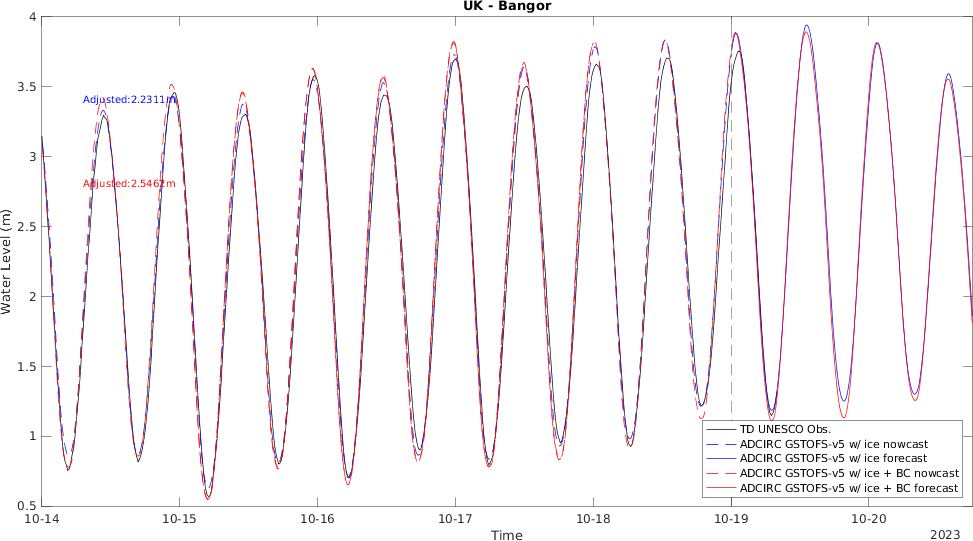 UK - Bangor
Water Level (m)
4
3.5
3
2.5
2
1.5
1
0.5
Adjusted:2.2311m
Adjusted:2.5462m
TD UNESCO Obs.
ADCIRC GSTOFS-v5 w/ ice nowcast
ADCIRC GSTOFS-v5 w/ ice forecast
ADCIRC GSTOFS-v5 w/ ice + BC nowcast
ADCIRC GSTOFS-v5 w/ ice + BC forecast
10-14 10-15 10-16 10-17 10-18 10-19 10-20
Time
2023